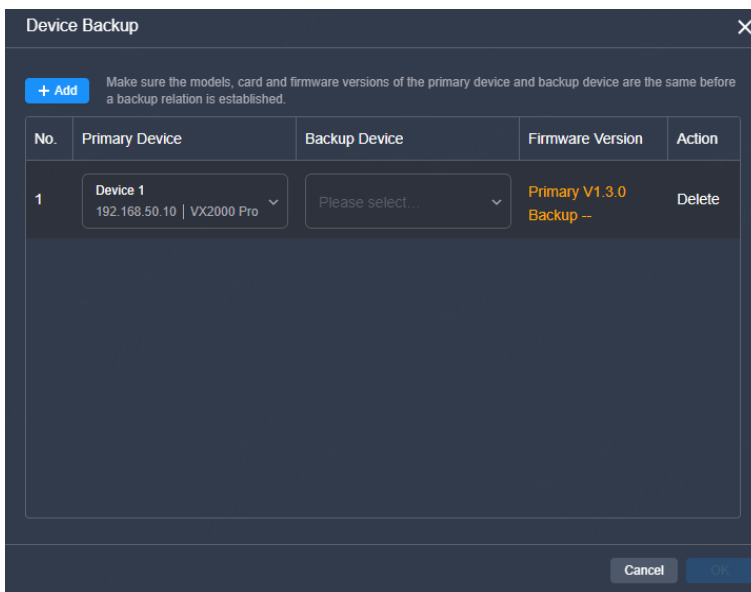 Device Backup
+ Add
Make sure the models, card and firmware versions of the primary device and backup device are the same before
a backup relation is established.
No. Primary Device Backup Device Firmware Version Action
1
Device 1
192.168.50.10 | VX2000 Pro
Please select...
Primary V1.3.0
Backup --
Delete
Cancel
OK